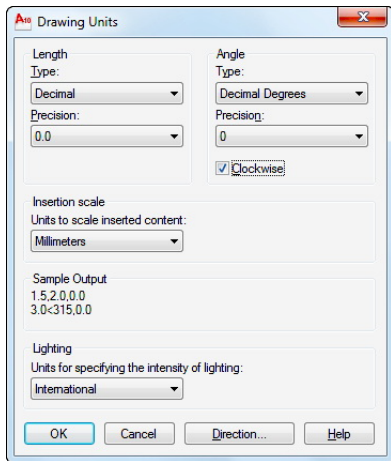 A10 Drawing Units
Length
Type:
Decimal
Precision:
0.0
Angle
Type:
Decimal Degrees
Precision:
0
Clockwise
Insertion scale
Units to scale inserted content:
Millimeters
Sample Output
1.5,2.0,0.0
3.0<315,0.0
Lighting
Units for specifying the intensity of lighting:
International
OK Cancel Direction... Help